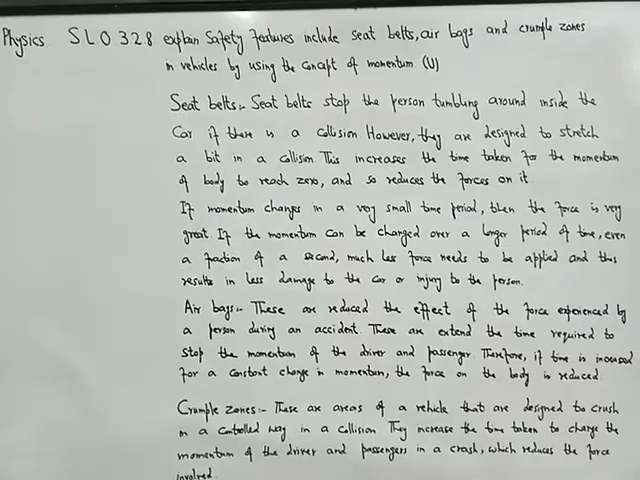 Physics SLO 328 explain Safety Features include seat belts, air bags and crumple zones
in vehicles by using the concept of momentum. (U)
Seat belts:- Seat belts stop the person tumbling around inside the
Car if there is a collision However, they are designed to stretch
a bit in a collision This increases the time taken for the momentum
of body to reach zero, and so reduces the forces on it
If momentum changes in a very small time period, then the force is very
great. If the momentum can be changed over a longer period of time, even
a fraction of a second, much less force needs to be applied and thus
results in less damage to the car or injury to the person.
Air bags:- These are reduced the effect of the force experienced by
a person during an accident These are extend the time required to
stop the momentum of the driver and passenger Therefore, if time is increased
for a constant change in momentum, the force on the body is reduced
Crumple zones:- These are areas of a vehicle that are designed to crush
in a controlled way in a collision They increase the time taken to change the
momentum of the driver and passengers in a crash, which reduces the force
involved